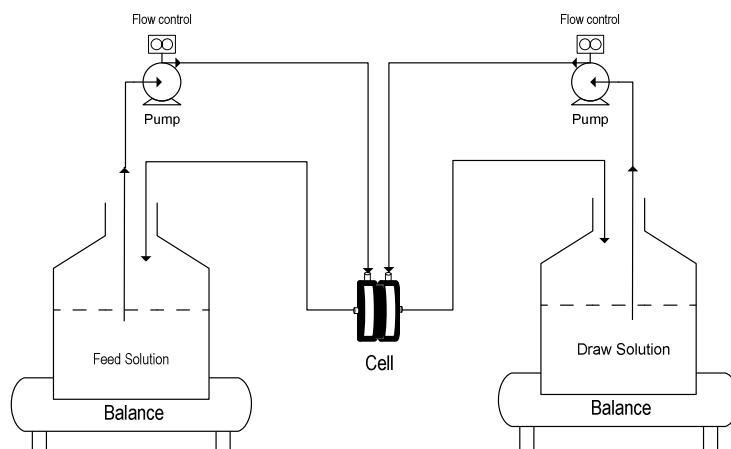 Flow control
Flow control
Pump
Pump
Feed Solution
Draw Solution
Cell
Balance
Balance